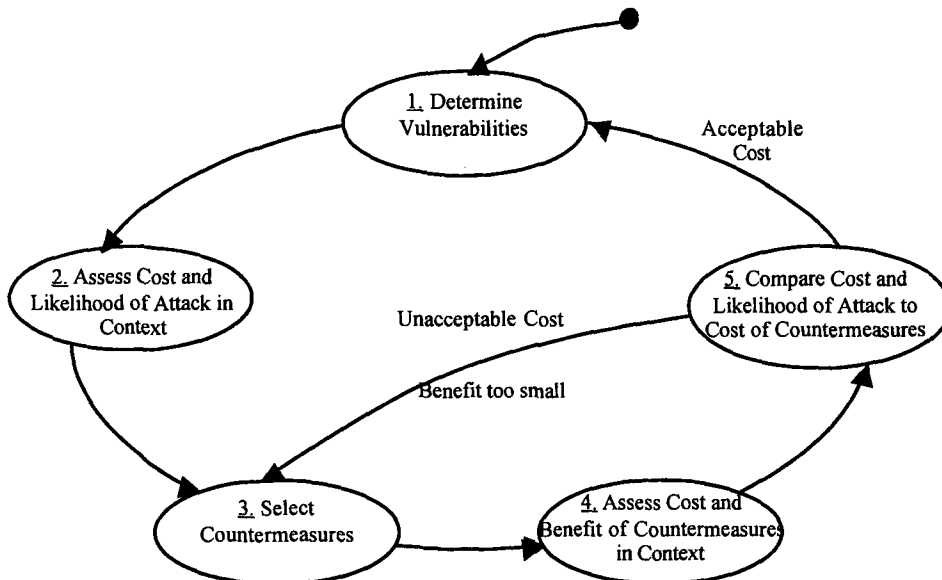 1. Determine
Vulnerabilities
Acceptable
Cost
2. Assess Cost and
Likelihood of Attack in
Context
5. Compare Cost and
Likelihood of Attack to
Cost of Countermeasures
Unacceptable Cost
Benefit too small
3. Select
Countermeasures
4. Assess Cost and
Benefit of Countermeasures
in Context